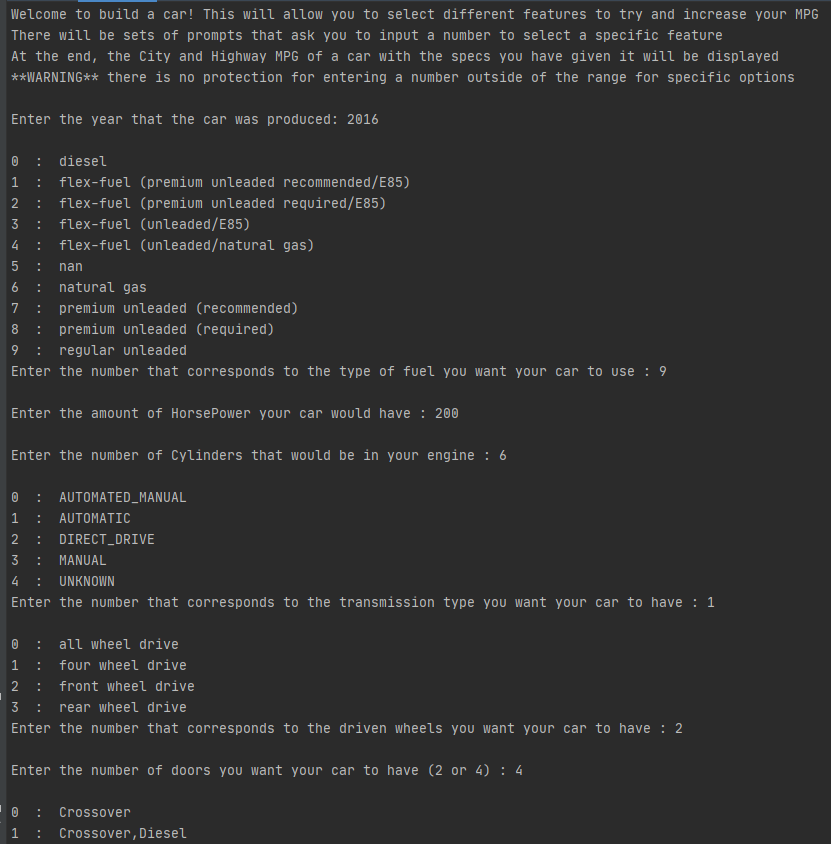 Welcome to build a car! This will allow you to select different features to try and increase your MPG
There will be sets of prompts that ask you to input a number to select a specific feature
At the end, the City and Highway MPG of a car with the specs you have given it will be displayed
**WARNING** there is no protection for entering a number outside of the range for specific options
Enter the year that the car was produced: 2016
0  :  diesel
1  :  flex-fuel (premium unleaded recommended/E85)
2  :  flex-fuel (premium unleaded required/E85)
3  :  flex-fuel (unleaded/E85)
4  :  flex-fuel (unleaded/natural gas)
5  :  nan
6  :  natural gas
7  :  premium unleaded (recommended)
8  :  premium unleaded (required)
9  :  regular unleaded
Enter the number that corresponds to the type of fuel you want your car to use : 9
Enter the amount of HorsePower your car would have : 200
Enter the number of Cylinders that would be in your engine : 6
0  :  AUTOMATED_MANUAL
1  :  AUTOMATIC
2  :  DIRECT_DRIVE
3  :  MANUAL
4  :  UNKNOWN
Enter the number that corresponds to the transmission type you want your car to have : 1
0  :  all wheel drive
1  :  four wheel drive
2  :  front wheel drive
3  :  rear wheel drive
Enter the number that corresponds to the driven wheels you want your car to have : 2
Enter the number of doors you want your car to have (2 or 4) : 4
0  :  Crossover
1  :  Crossover,Diesel